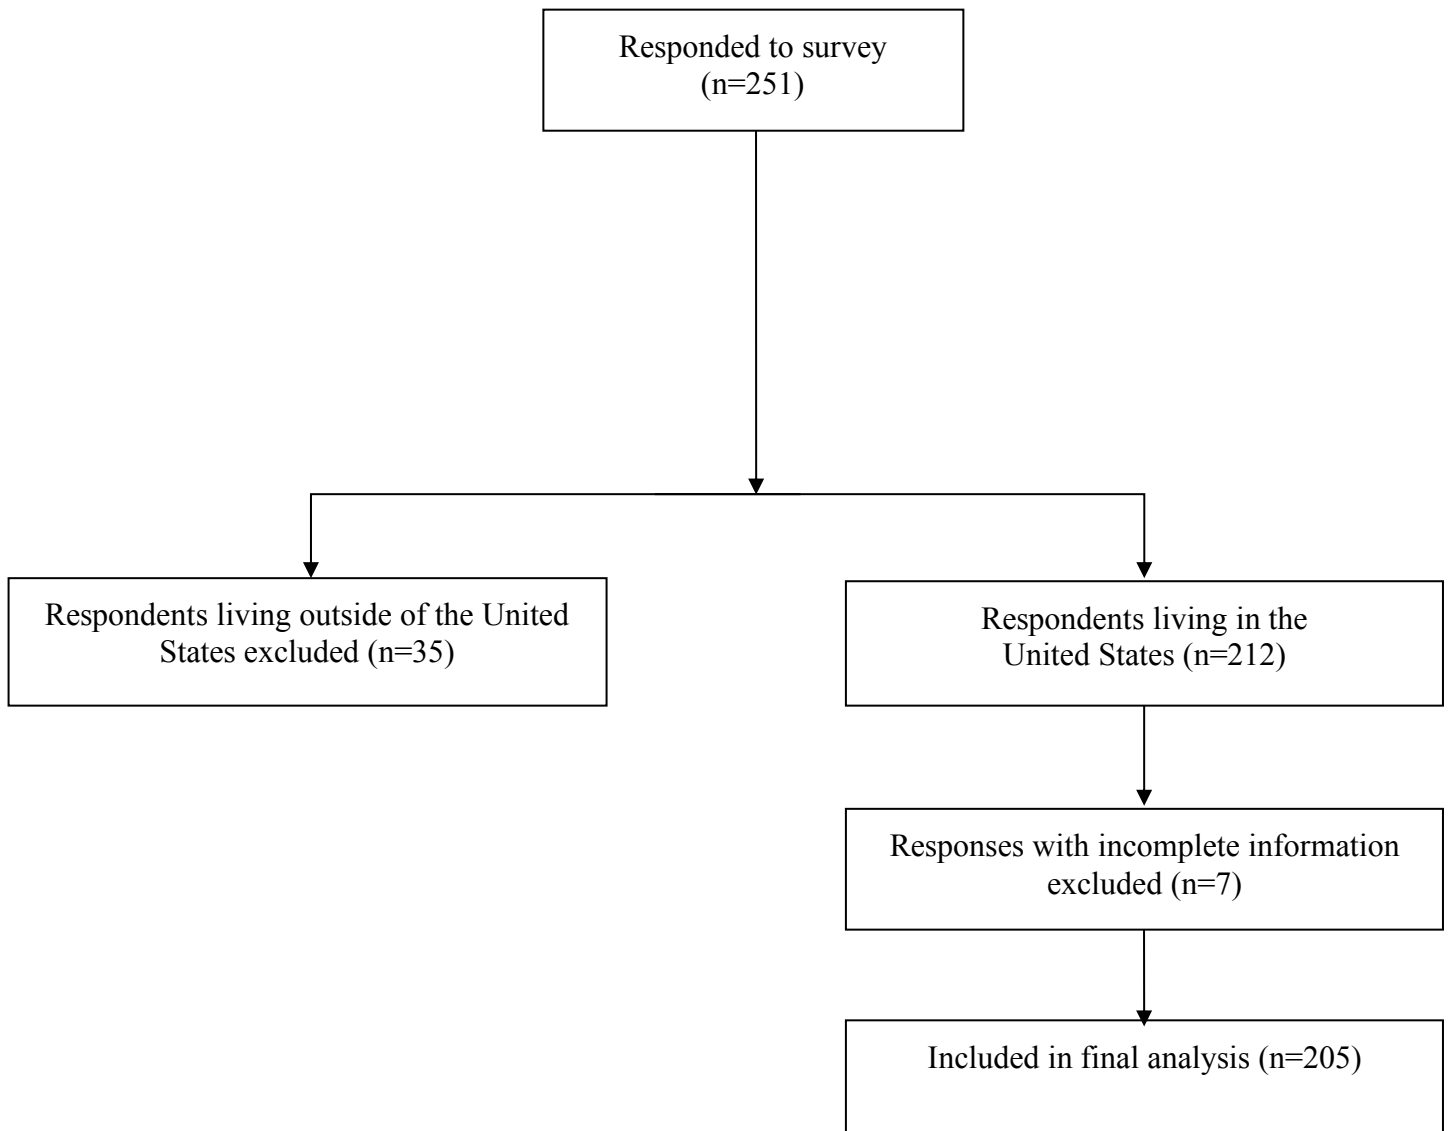 Responded to survey
(n=251)
Respondents living outside of the United
States excluded (n=35)
Respondents living in the
United States (n=212)
Responses with incomplete information
excluded (n=7)
Included in final analysis (n=205)